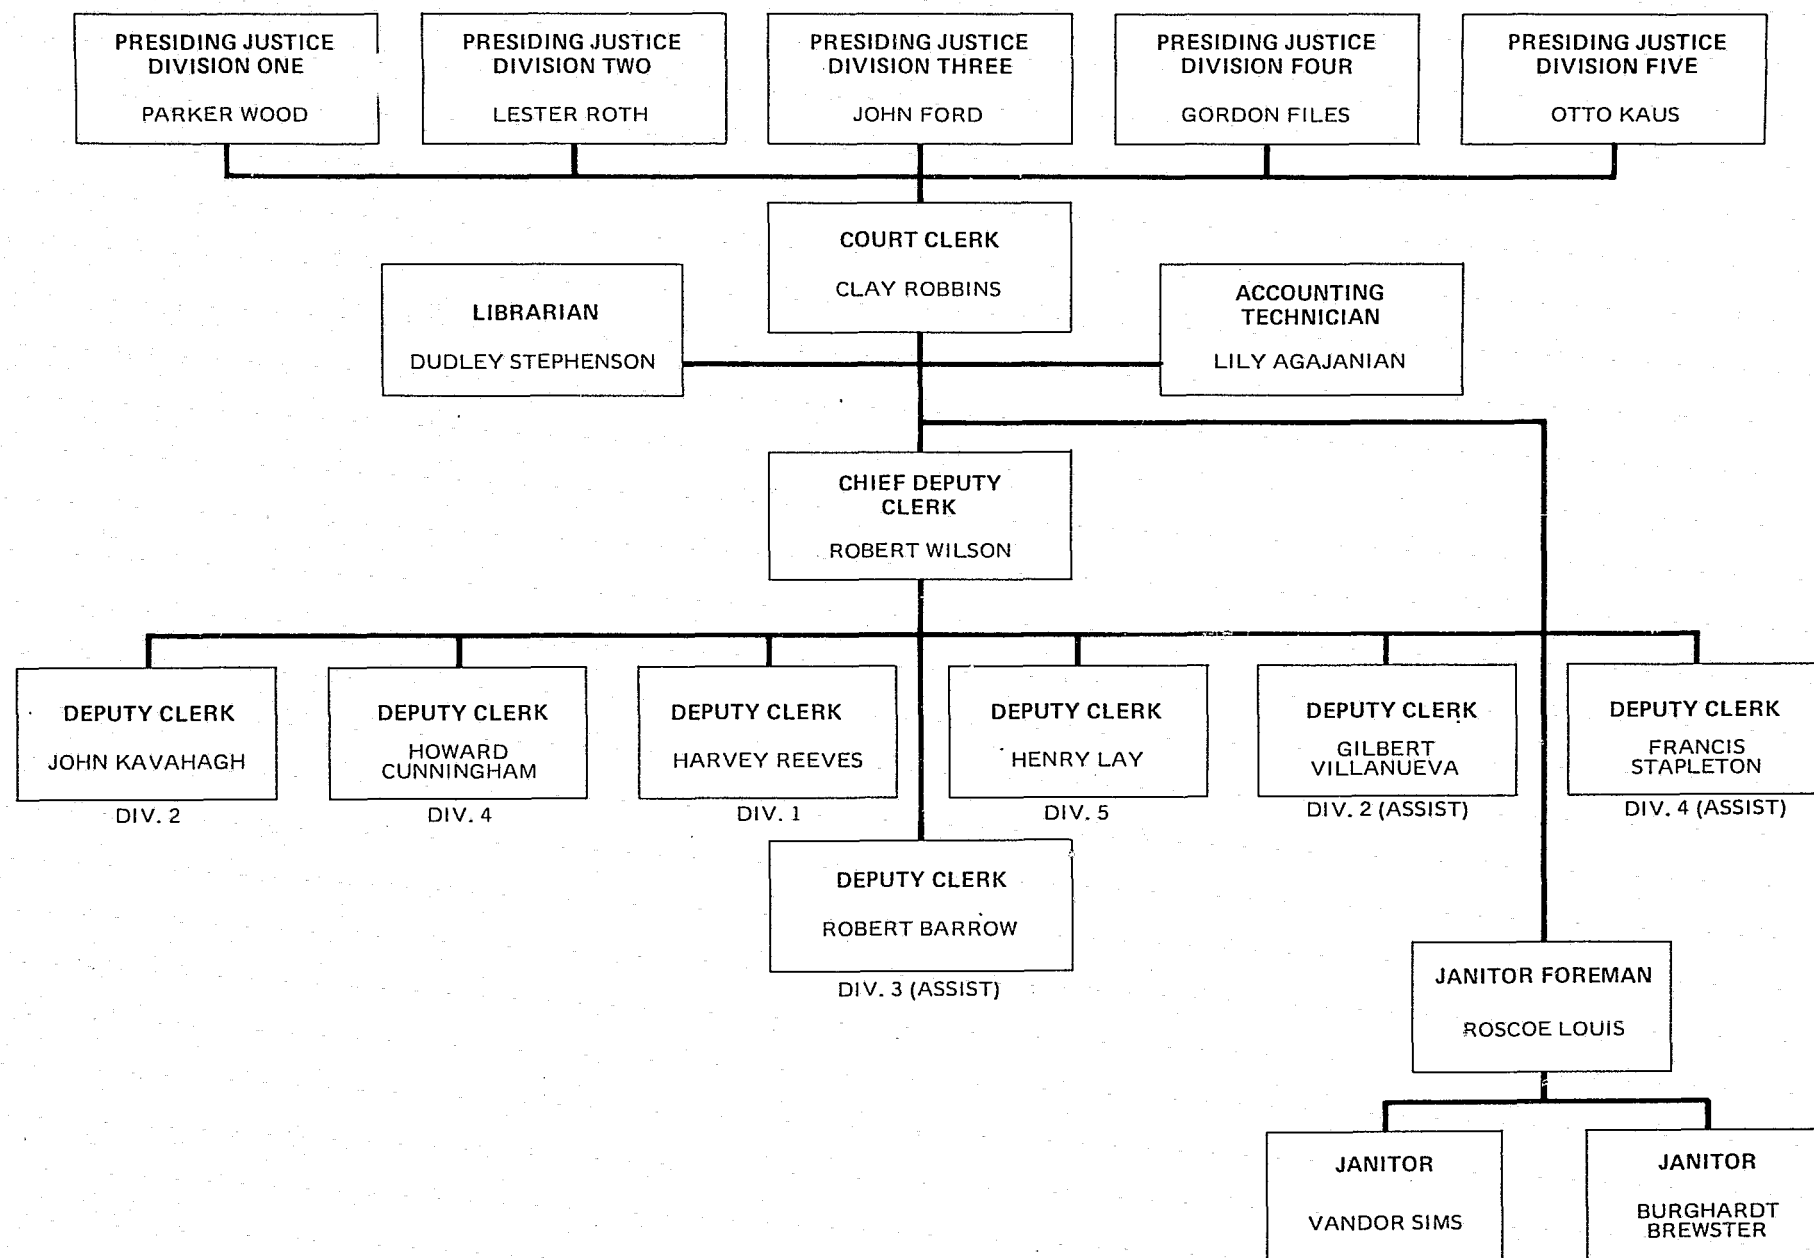 PRESIDING JUSTICE
DIVISION ONE
PARKER WOOD
PRESIDING JUSTICE
DIVISION TWO
LESTER ROTH
PRESIDING JUSTICE
DIVISION THREE
JOHN FORD
PRESIDING JUSTICE
DIVISION FOUR
GORDON FILES
PRESIDING JUSTICE
DIVISION FIVE
OTTO KAUS
COURT CLERK
CLAY ROBBINS
LIBRARIAN
DUDLEY STEPHENSON
ACCOUNTING
TECHNICIAN
LILY AGAJANIAN
CHIEF DEPUTY
CLERK
ROBERT WILSON
DEPUTY CLERK
JOHN KAVAHAGH
DIV. 2
DEPUTY CLERK
HOWARD
CUNNINGHAM
DIV. 4
DEPUTY CLERK
HARVEY REEVES
DIV. 1
DEPUTY CLERK
HENRY LAY
DIV. 5
DEPUTY CLERK
GILBERT
VILLANUEVA
DIV. 2 (ASSIST)
DEPUTY CLERK
FRANCIS
STAPLETON
DIV. 4 (ASSIST)
DEPUTY CLERK
ROBERT BARROW
DIV. 3 (ASSIST)
JANITOR FOREMAN
ROSCOE LOUIS
JANITOR
VANDOR SIMS
JANITOR
BURGHARDT
BREWSTER